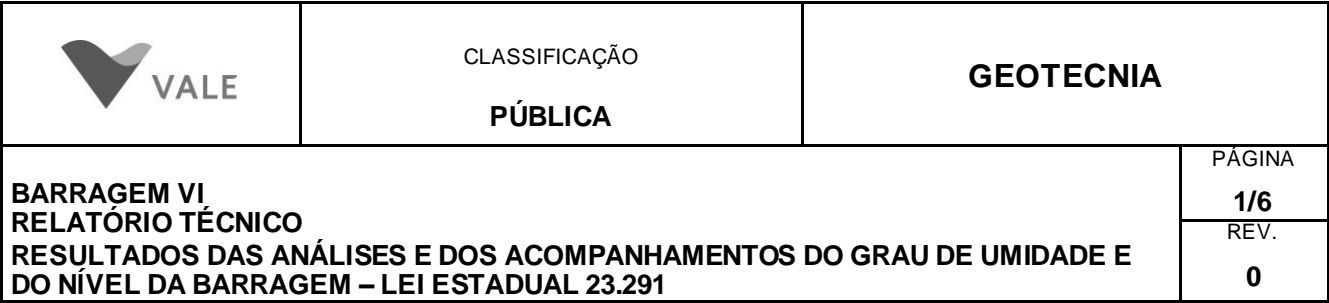 VALE
CLASSIFICAÇÃO
PÚBLICA
GEOTECNIA
BARRAGEM VI
RELATÓRIO TÉCNICO
RESULTADOS DAS ANÁLISES E DOS ACOMPANHAMENTOS DO GRAU DE UMIDADE E
DO NÍVEL DA BARRAGEM – LEI ESTADUAL 23.291
PÁGINA
1/6
REV.
0